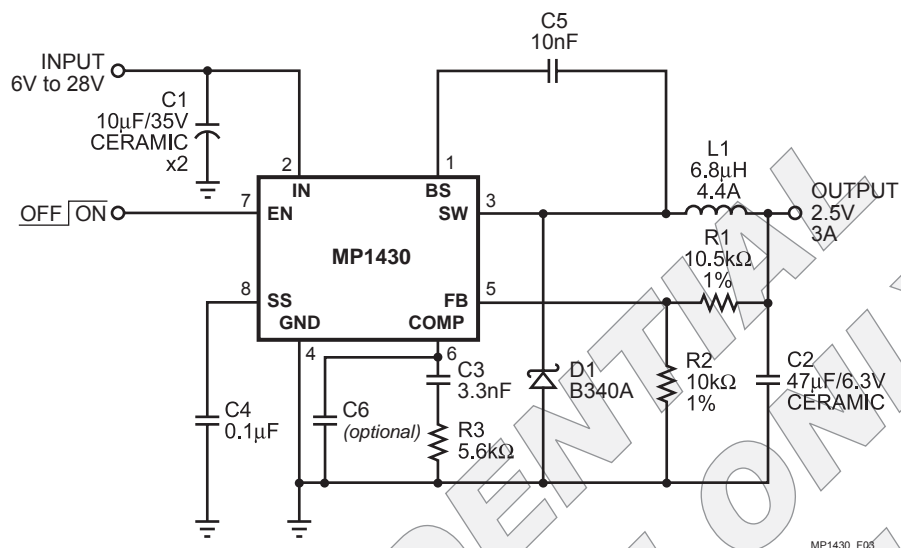 C5
10nF
INPUT
6V to 28V
C1
10µF/35V
CERAMIC
x2
2
IN
1
BS
L1
6.8µH
4.4A
OUTPUT
2.5V
3A
OFF ON
7
EN
SW
3
MP1430
R1
10.5kΩ
1%
8
SS
FB
5
GND
COMP
4
6
C3
3.3nF
C4
0.1µF
C6
(optional)
R3
5.6kΩ
D1
B340A
R2
10kΩ
1%
C2
47µF/6.3V
CERAMIC
MP1430_F03